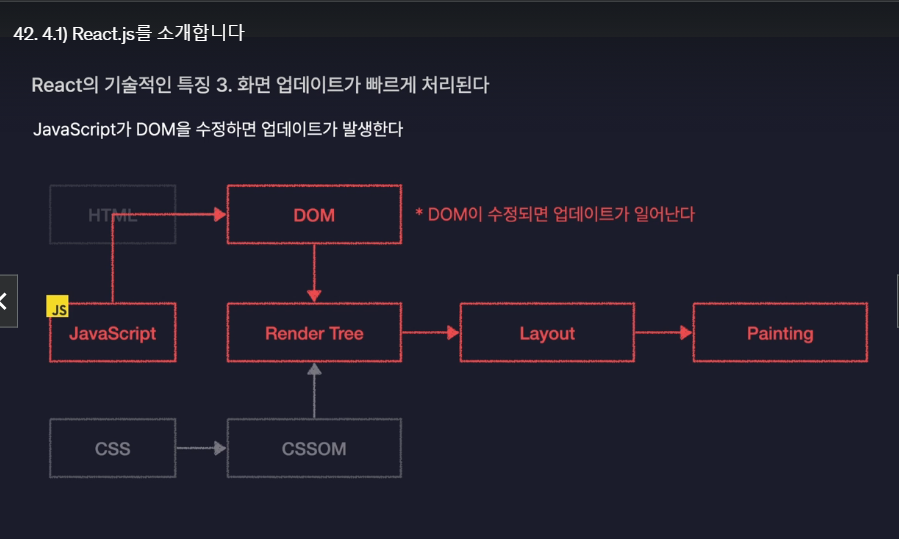 42. 4.1) React.js를 소개합니다
React의 기술적인 특징 3. 화면 업데이트가 빠르게 처리된다
JavaScript가 DOM을 수정하면 업데이트가 발생한다
HTML
DOM
* DOM이 수정되면 업데이트가 일어난다
JS
JavaScript
Render Tree
Layout
Painting
CSS
CSSOM